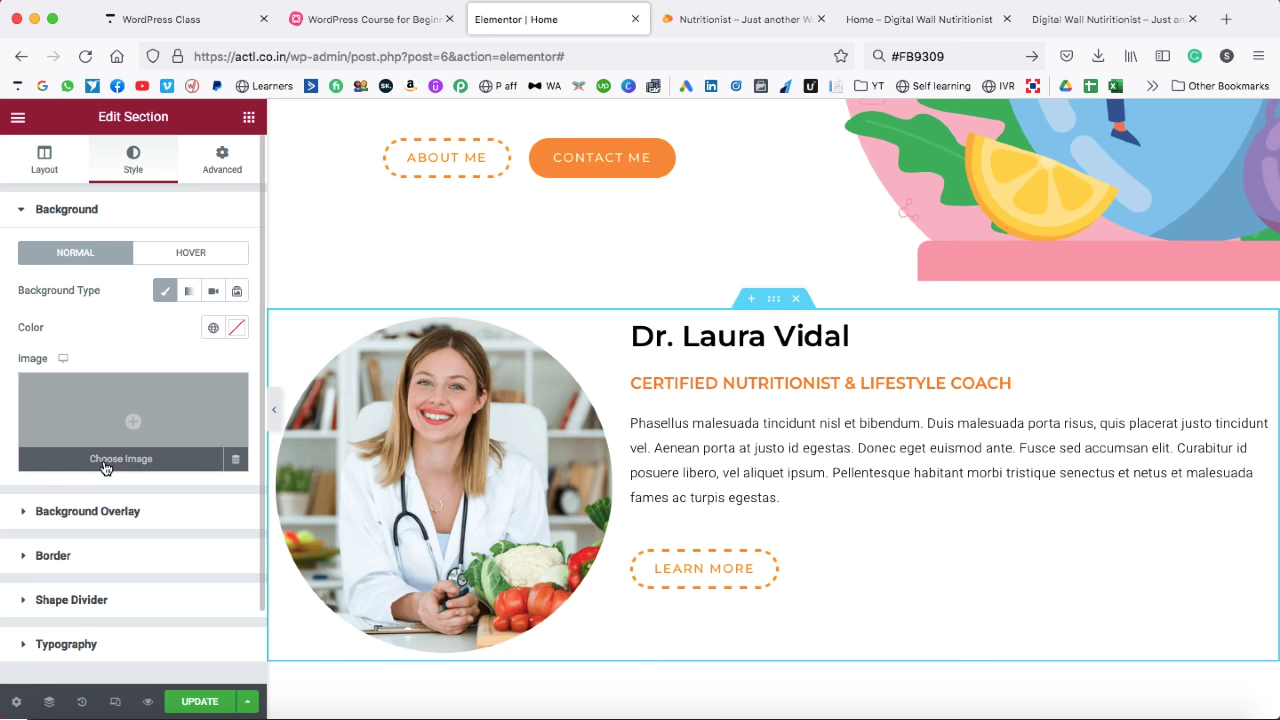 WordPress Class
WordPress Course for Beginn
Elementor | Home
Nutritionist – Just another W
Home – Digital Wall Nutiritionist
Digital Wall Nutiritionist – Just an
https://actl.co.in/wp-admin/post.php?post=6&action=elementor#
#FB9309
Learners
P aff
WA
YT
Self learning
IVR
Other Bookmarks
Edit Section
Layout
Style
Advanced
Background
NORMAL
HOVER
Background Type
Color
Image
Choose Image
Background Overlay
Border
Shape Divider
Typography
UPDATE
ABOUT ME
CONTACT ME
Dr. Laura Vidal
CERTIFIED NUTRITIONIST & LIFESTYLE COACH
Phasellus malesuada tincidunt nisl et bibendum. Duis malesuada porta risus, quis placerat justo tincidunt
vel. Aenean porta at justo id egestas. Donec eget euismod ante. Fusce sed accumsan elit. Curabitur id
posuere libero, vel aliquet ipsum. Pellentesque habitant morbi tristique senectus et netus et malesuada
fames ac turpis egestas.
LEARN MORE